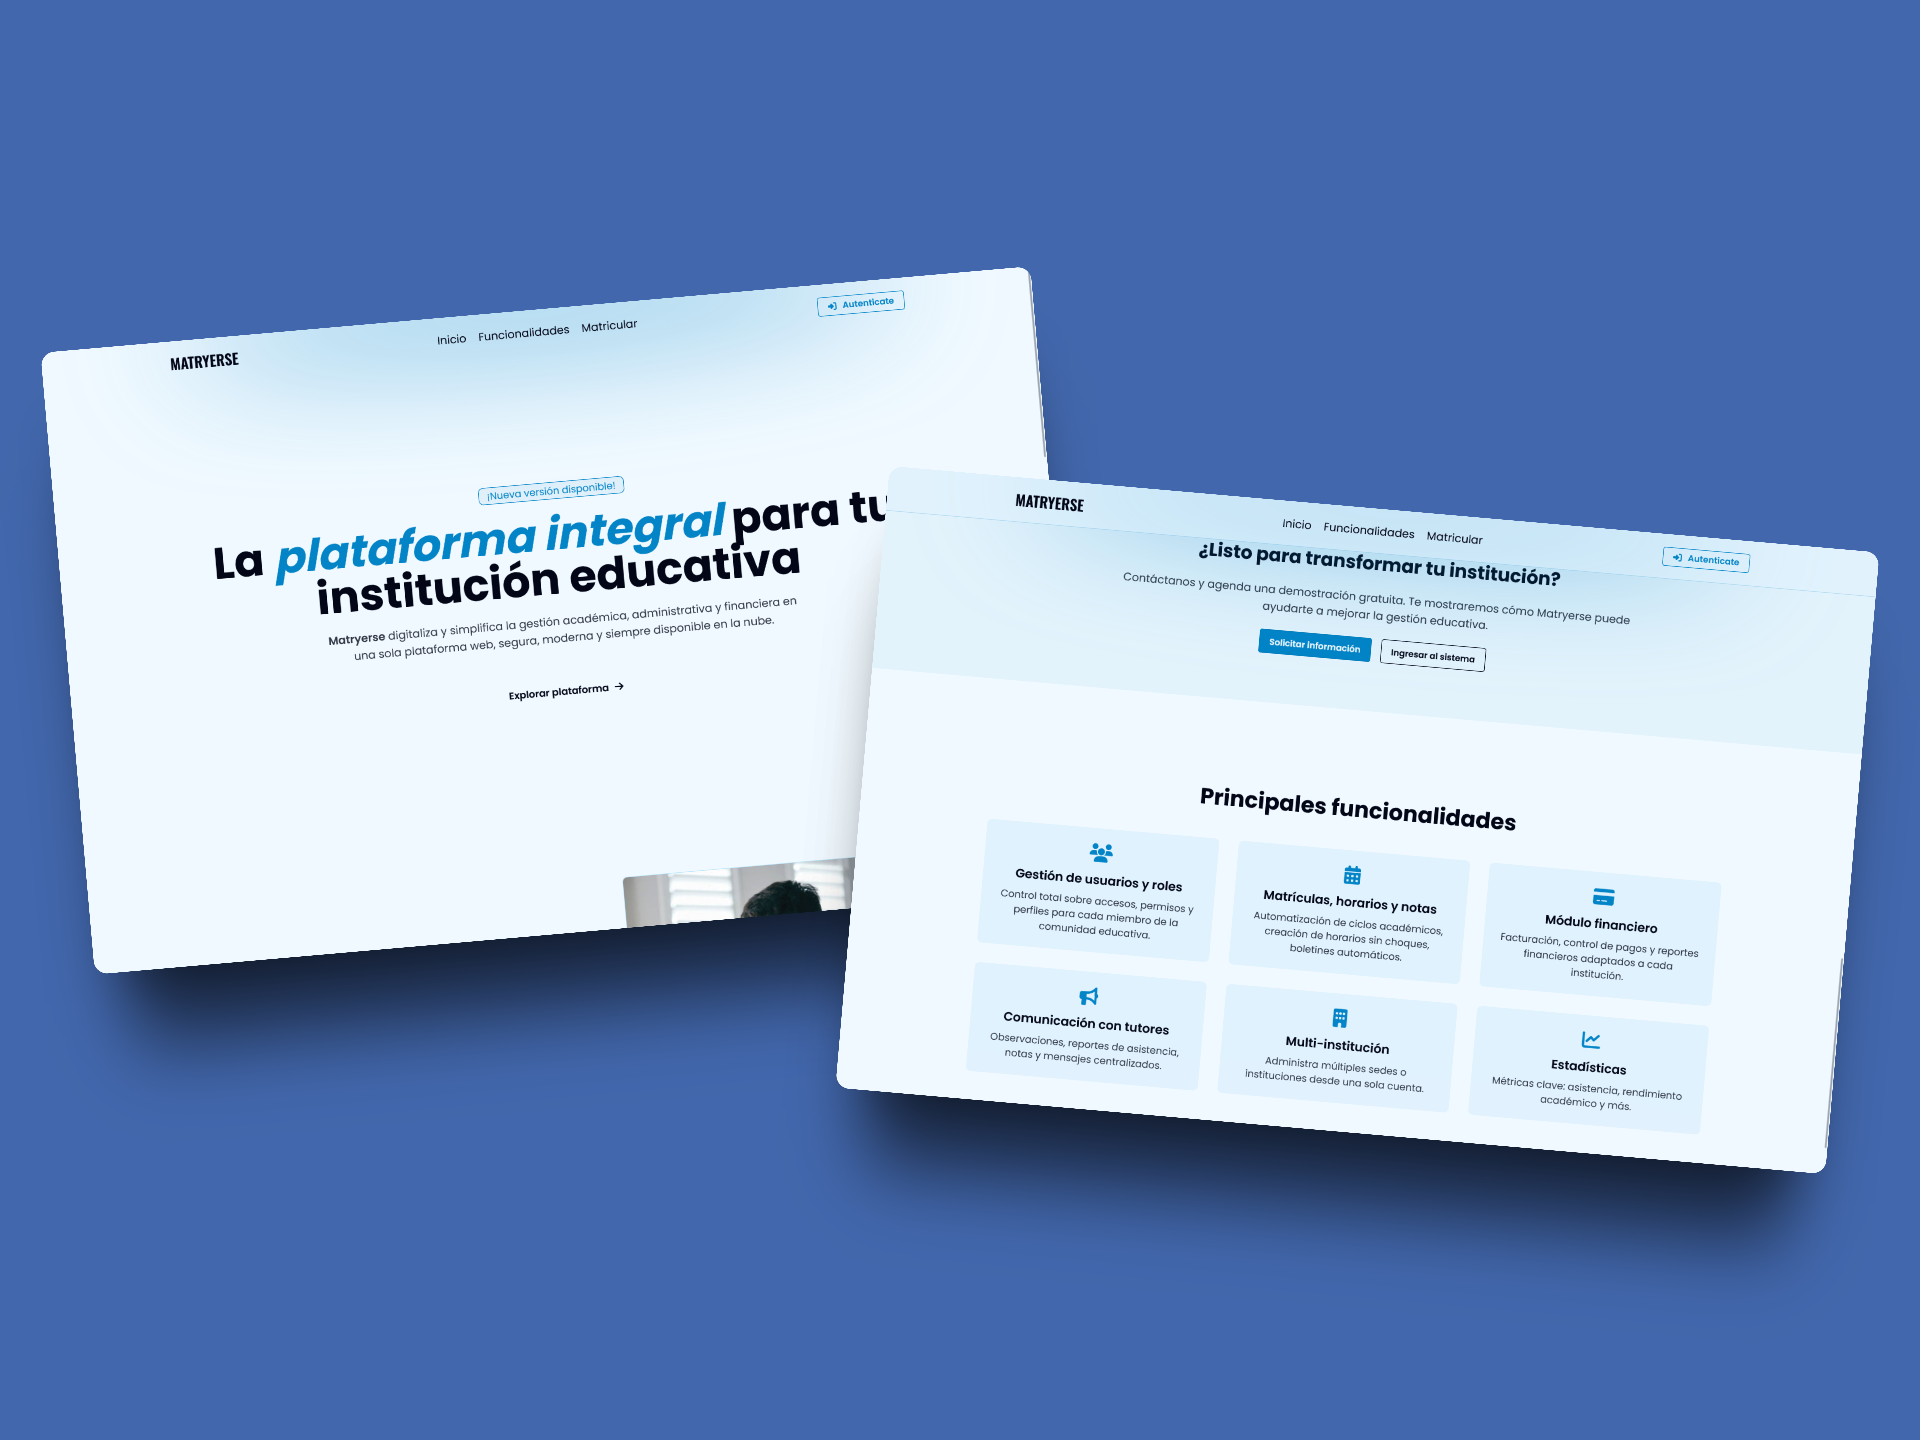 MATRYERSE
Inicio Funcionalidades Matricular
Autenticate
¡Nueva versión disponible!
La plataforma integral para tu
institución educativa
Matryerse digitaliza y simplifica la gestión académica, administrativa y financiera en
una sola plataforma web, segura, moderna y siempre disponible en la nube.
Explorar plataforma
MATRYERSE
Inicio Funcionalidades Matricular
Autenticate
¿Listo para transformar tu institución?
Contáctanos y agenda una demostración gratuita. Te mostraremos cómo Matryerse puede
ayudarte a mejorar la gestión educativa.
Solicitar información
Ingresar al sistema
Principales funcionalidades
Gestión de usuarios y roles
Control total sobre accesos, permisos y
perfiles para cada miembro de la
comunidad educativa.
Matrículas, horarios y notas
Automatización de ciclos académicos,
creación de horarios sin choques,
boletines automáticos.
Módulo financiero
Facturación, control de pagos y reportes
financieros adaptados a cada
institución.
Comunicación con tutores
Observaciones, reportes de asistencia,
notas y mensajes centralizados.
Multi-institución
Administra múltiples sedes o
instituciones desde una sola cuenta.
Estadísticas
Métricas clave: asistencia, rendimiento
académico y más.